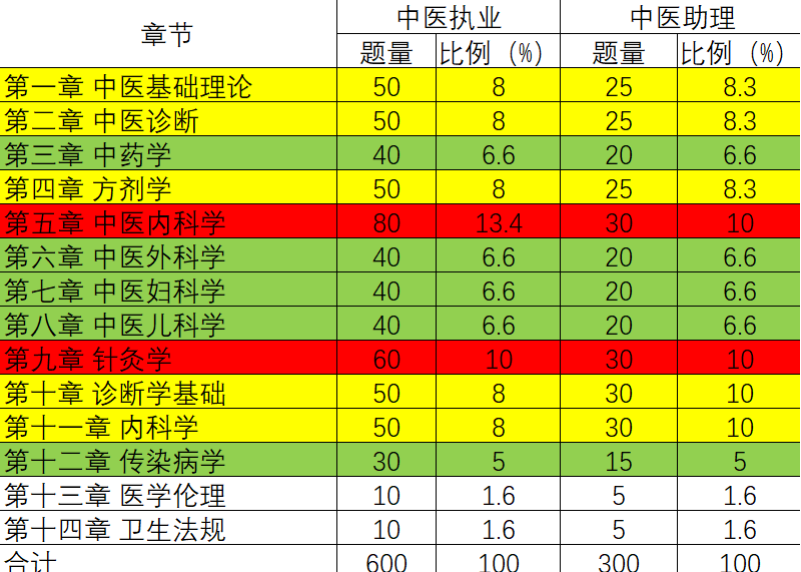 章节 中医执业 中医助理
题量 比例（%） 题量 比例（%）
第一章 中医基础理论 50 8 25 8.3
第二章 中医诊断 50 8 25 8.3
第三章 中药学 40 6.6 20 6.6
第四章 方剂学 50 8 25 8.3
第五章 中医内科学 80 13.4 30 10
第六章 中医外科学 40 6.6 20 6.6
第七章 中医妇科学 40 6.6 20 6.6
第八章 中医儿科学 40 6.6 20 6.6
第九章 针灸学 60 10 30 10
第十章 诊断学基础 50 8 30 10
第十一章 内科学 50 8 30 10
第十二章 传染病学 30 5 15 5
第十三章 医学伦理 10 1.6 5 1.6
第十四章 卫生法规 10 1.6 5 1.6
合计 600 100 300 100